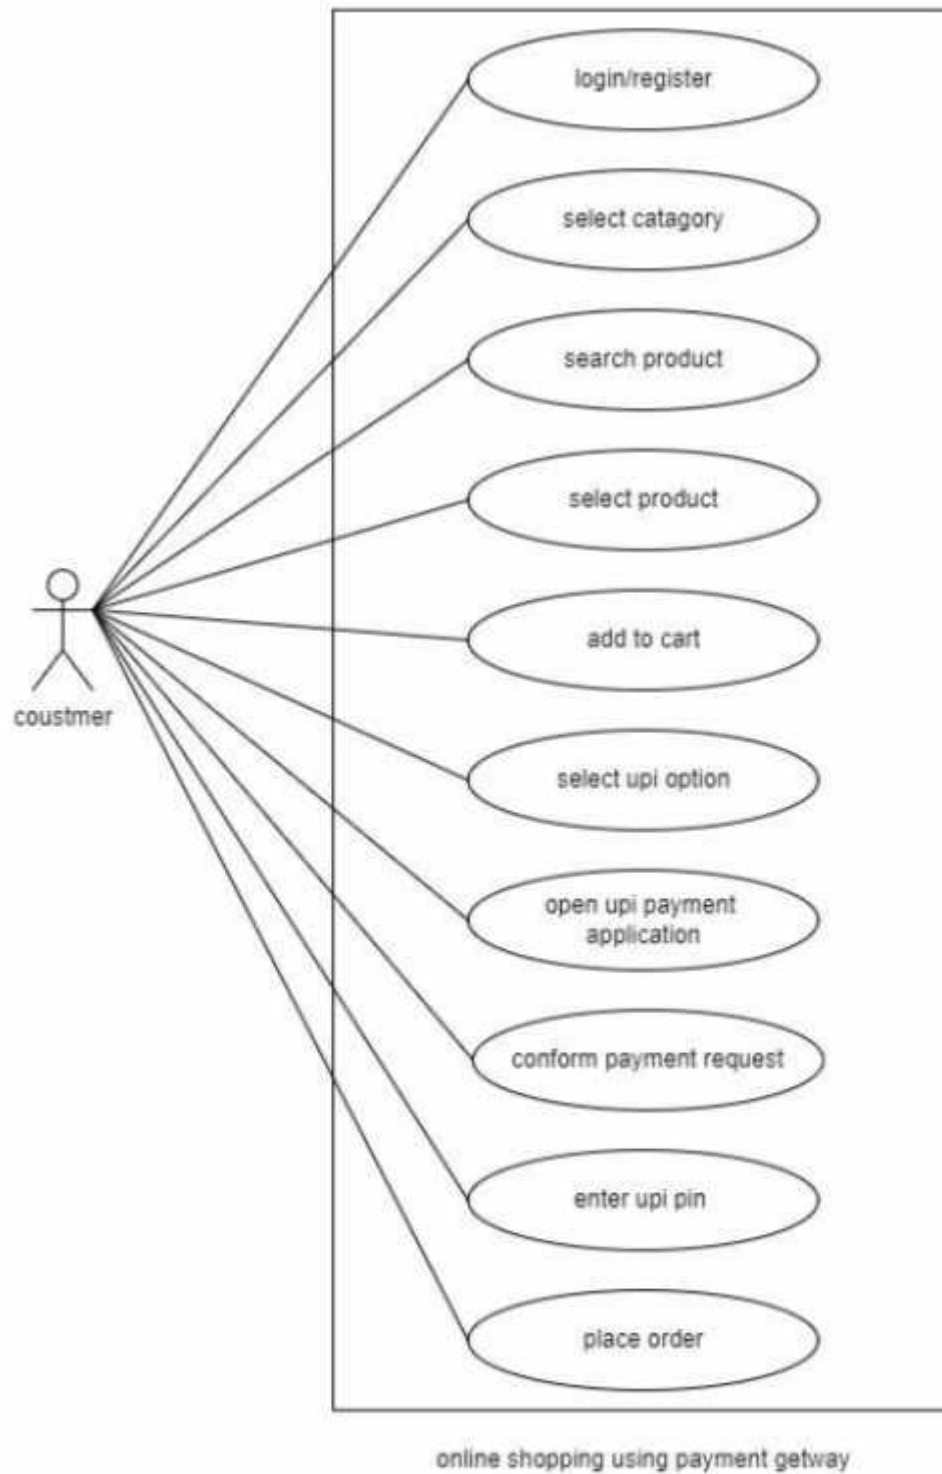 login/register
select catagory
search product
select product
add to cart
coustmer
select upi option
open upi payment
application
conform payment request
enter upi pin
place order
online shopping using payment getway